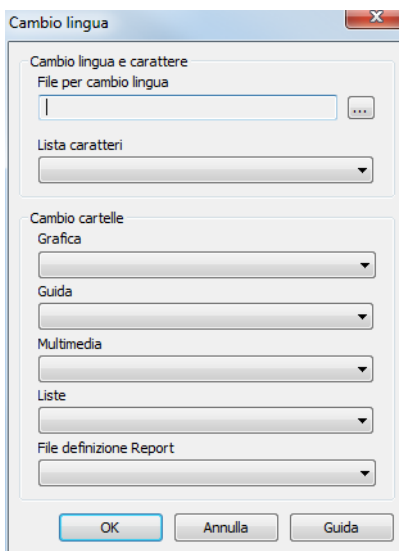 Cambio lingua
Cambio lingua e carattere
File per cambio lingua
...
Lista caratteri
Cambio cartelle
Grafica
Guida
Multimedia
Liste
File definizione Report
OK Annulla Guida